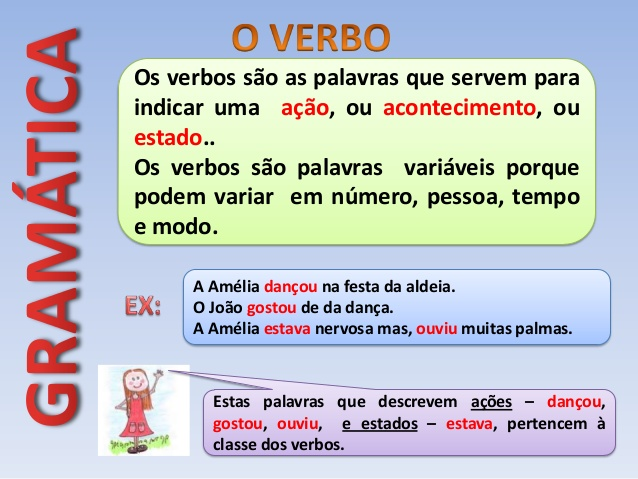 GRAMÁTICA
O VERBO
Os verbos são as palavras que servem para
indicar uma ação, ou acontecimento, ou
estado..
Os verbos são palavras variáveis porque
podem variar em número, pessoa, tempo
e modo.
EX:
A Amélia dançou na festa da aldeia.
O João gostou de da dança.
A Amélia estava nervosa mas, ouviu muitas palmas.
Estas palavras que descrevem ações – dançou,
gostou, ouviu, e estados – estava, pertencem à
classe dos verbos.